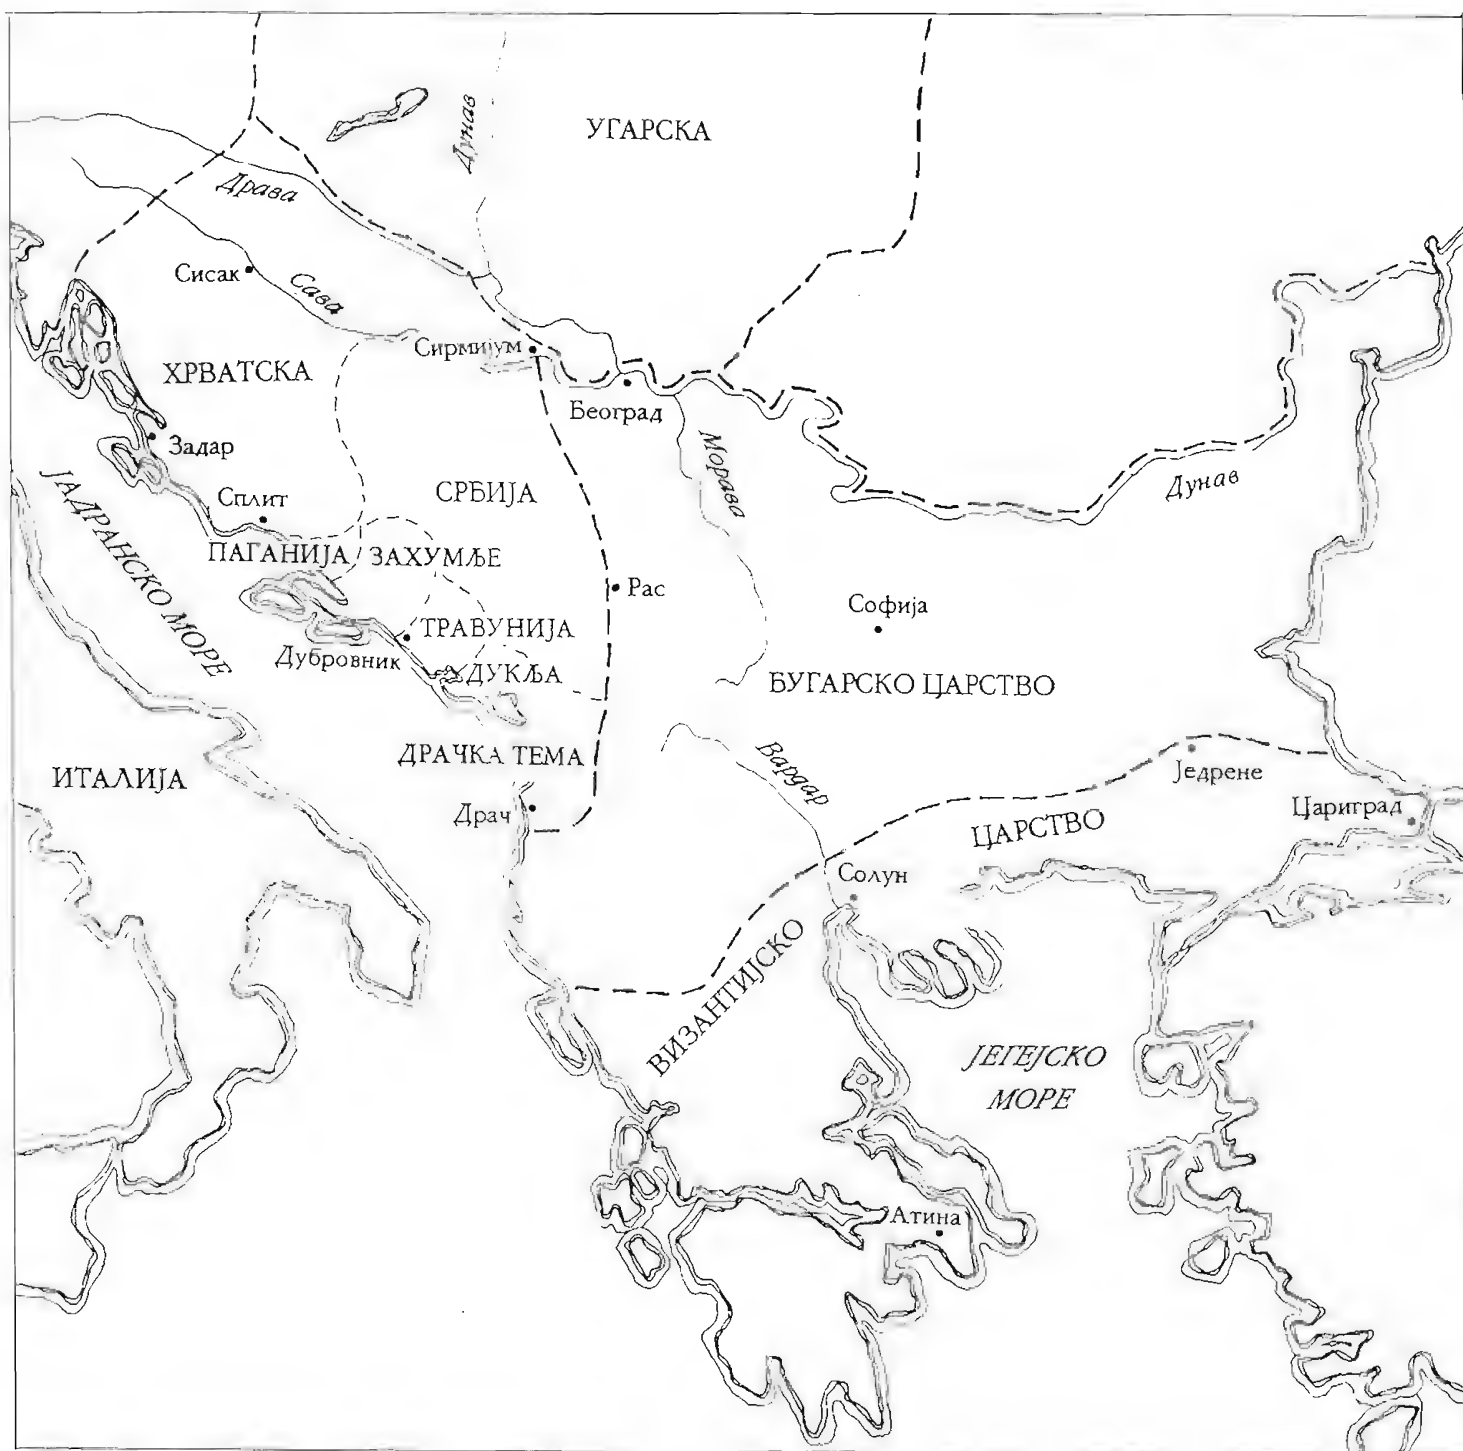 УГАРСКА
Дунав
Драва
Сисак
Сава
Сирмијум
ХРВАТСКА
Београд
Задар
Морава
СРБИЈА
Дунав
Сплит
ЈАДРАНСКО МОРЕ
ПАГАНИЈА
ЗАХУМЉЕ
Рас
Софија
ТРАВУНИЈА
Дубровник
ДУКЉА
БУГАРСКО ЦАРСТВО
ДРАЧКА ТЕМА
Вардар
ИТАЛИЈА
Једрене
Драч
ЦАРСТВО
Цариград
Солун
ВИЗАНТИЈСКО
ЈЕГЕЈСКО
МОРЕ
Атина